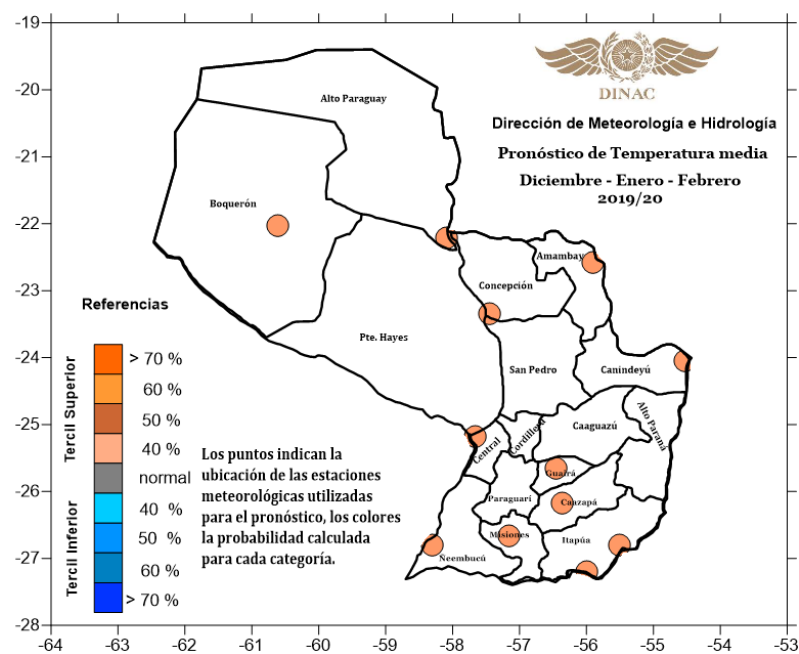 DINAC
Dirección de Meteorología e Hidrología
Pronóstico de Temperatura media
Diciembre - Enero - Febrero
2019/20
-19
-20
-21
-22
-23
-24
-25
-26
-27
-28
-64
-63
-62
-61
-60
-59
-58
-57
-56
-55
-54
-53
Alto Paraguay
Boquerón
Amambay
Concepción
Pte. Hayes
San Pedro
Canindeyú
Alto Paraná
Caaguazú
Cordillera
Central
Guairá
Caazapá
Paraguarí
Misiones
Itapúa
Ñeembucú
Referencias
Tercil Superior
> 70 %
60 %
50 %
40 %
normal
Tercil Inferior
40 %
50 %
60 %
> 70 %
Los puntos indican la
ubicación de las estaciones
meteorológicas utilizadas
para el pronóstico, los colores
la probabilidad calculada
para cada categoría.